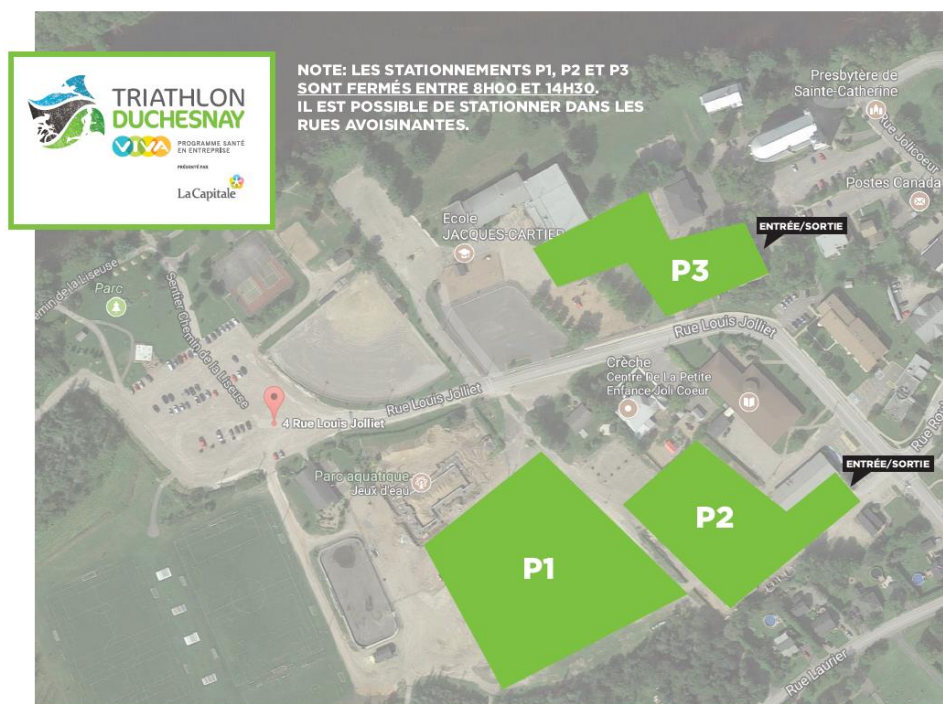 TRIATHLON
DUCHESNAY
VIVA
PROGRAMME SANTÉ
EN ENTREPRISE
PRÉSENTÉ PAR
La Capitale
NOTE: LES STATIONNEMENTS P1, P2 ET P3
SONT FERMÉS ENTRE 8H00 ET 14H30.
IL EST POSSIBLE DE STATIONNER DANS LES
RUES AVOISINANTES.
Presbytère de
Sainte-Catherine
Rue Jolicoeur
Postes Canada
École
JACQUES-CARTIER
ENTRÉE/SORTIE
P3
emin de la Liseuse
Parc
Sentier Chemin de la Liseuse
Rue Louis Jolliet
Rue Louis Jolliet
4 Rue Louis Jolliet
Crèche
Centre De La Petite
Enfance Joli Coeur
Rue Ro
ENTRÉE/SORTIE
Parc aquatique
Jeux d'eau
P2
P1
Rue Laurier